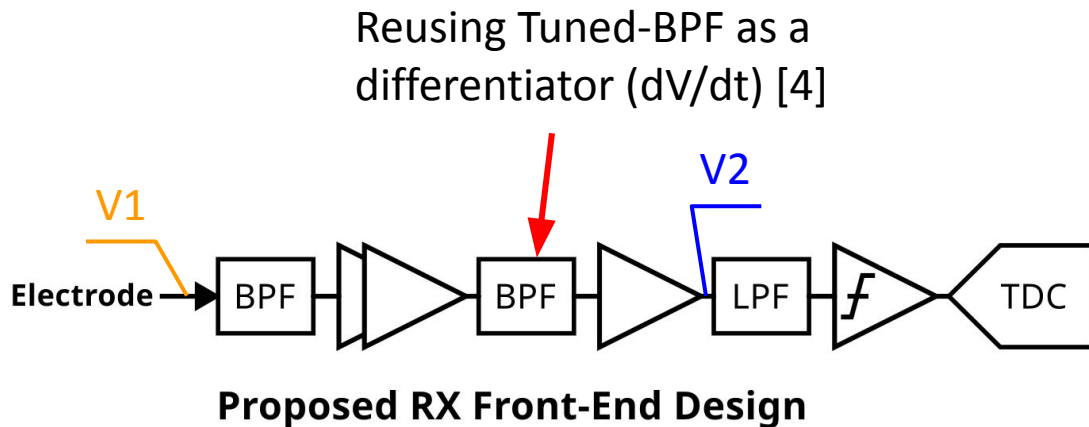 Reusing Tuned-BPF as a
differentiator (dV/dt) [4]
V1
V2
Electrode
BPF
BPF
LPF
TDC
Proposed RX Front-End Design